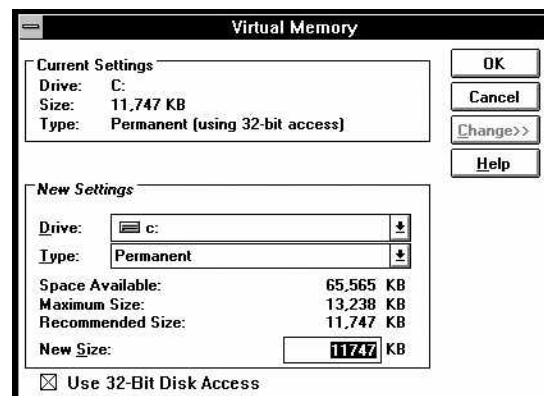 Virtual Memory
Current Settings
Drive: C:
Size: 11,747 KB
Type: Permanent (using 32-bit access)
OK
Cancel
Change>>
Help
New Settings
Drive: c:
Type: Permanent
Space Available: 65,565 KB
Maximum Size: 13,238 KB
Recommended Size: 11,747 KB
New Size: 11747 KB
Use 32-Bit Disk Access